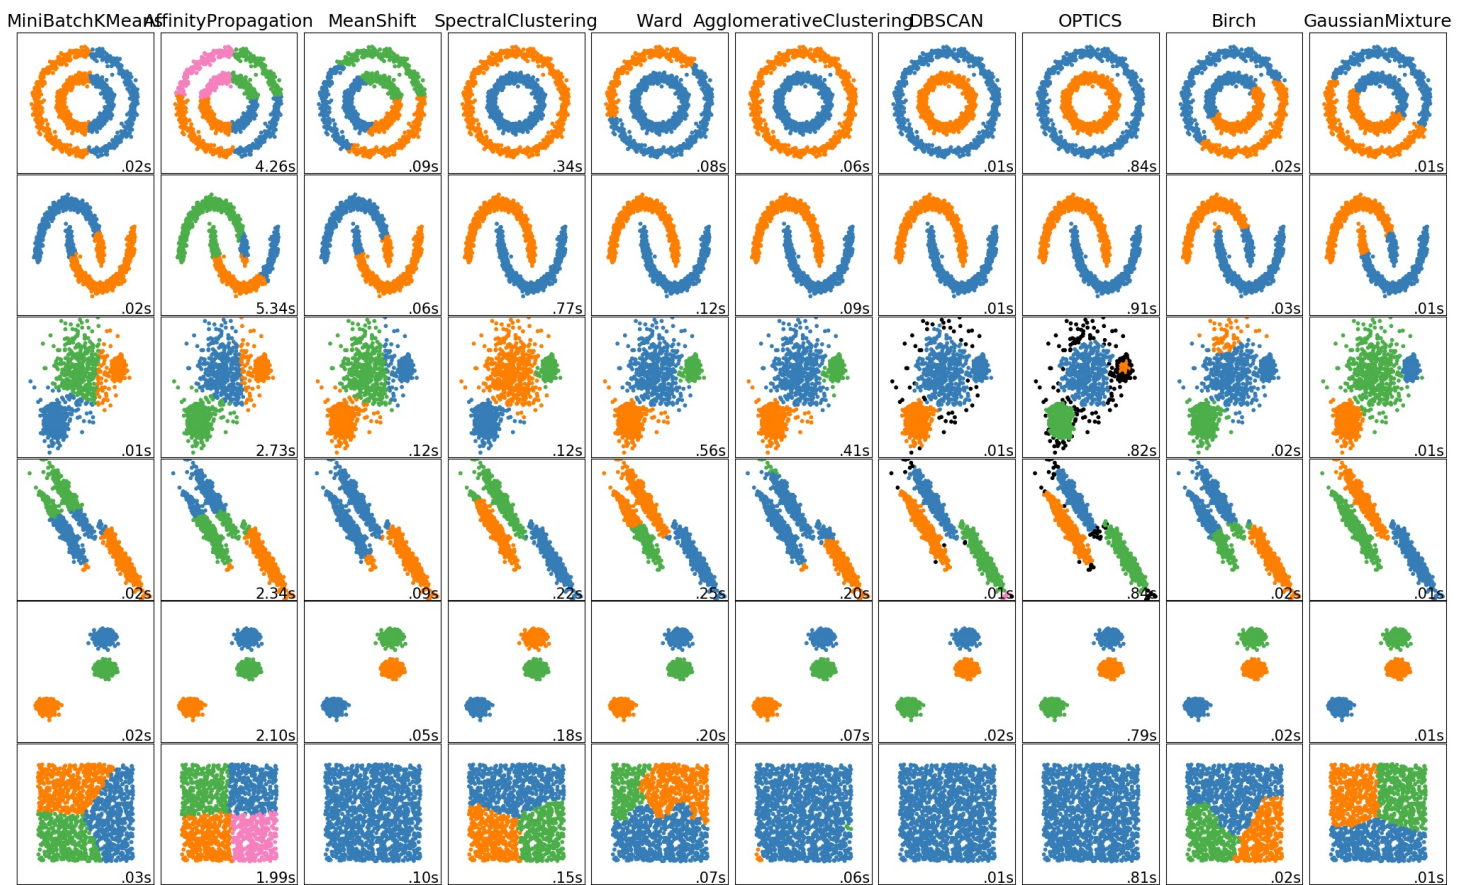 MiniBatchKMeans AffinityPropagation MeanShift SpectralClustering Ward AgglomerativeClustering DBSCAN OPTICS Birch GaussianMixture
.02s 4.26s .09s .34s .08s .06s .01s .84s .02s .01s
.02s 5.34s .06s .77s .12s .09s .01s .91s .03s .01s
.01s 2.73s .12s .12s .56s .41s .01s .82s .02s .01s
.02s 2.34s .09s .22s .25s .20s .01s .84s .02s .01s
.02s 2.10s .05s .18s .20s .07s .02s .79s .02s .01s
.03s 1.99s .10s .15s .07s .06s .01s .81s .02s .01s